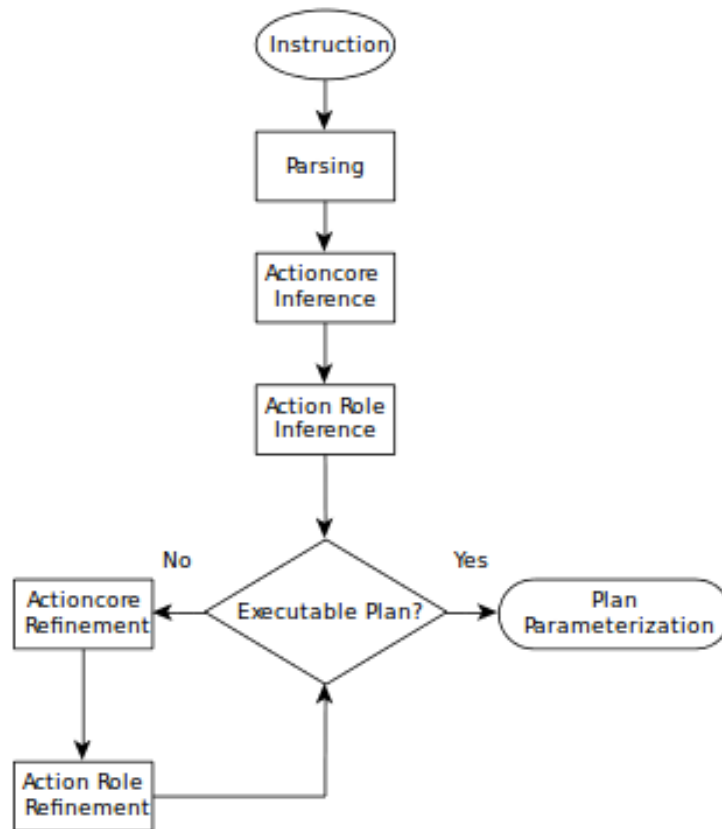 Instruction
Parsing
Actioncore
Inference
Action Role
Inference
No
Yes
Actioncore
Refinement
Executable Plan?
Plan
Parameterization
Action Role
Refinement